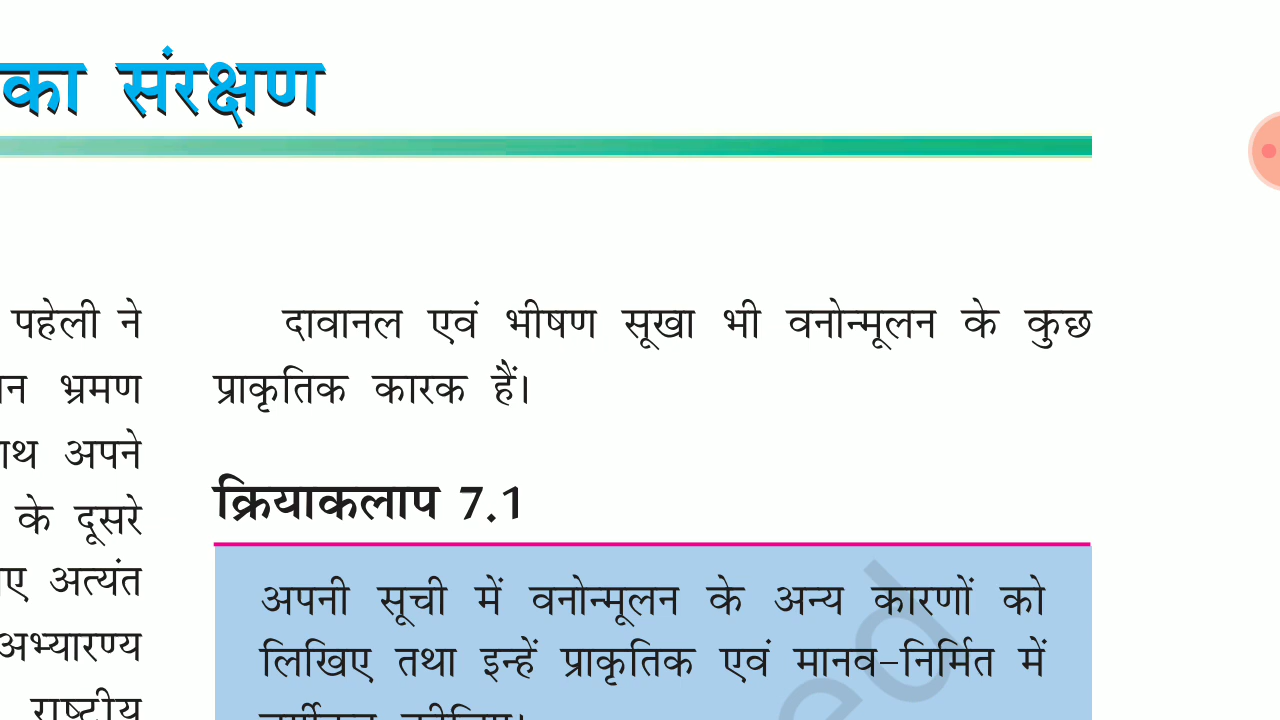 का संरक्षण
पहेली ने
भ्रमण
अपने
के दूसरे
अत्यंत
अभ्यारण्य
राष्ट्रीय
दावानल एवं भीषण सूखा भी वनोन्मूलन के कुछ
प्राकृतिक कारक हैं।
क्रियाकलाप 7.1
अपनी सूची में वनोन्मूलन के अन्य कारणों को
लिखिए तथा इन्हें प्राकृतिक एवं मानव-निर्मित में